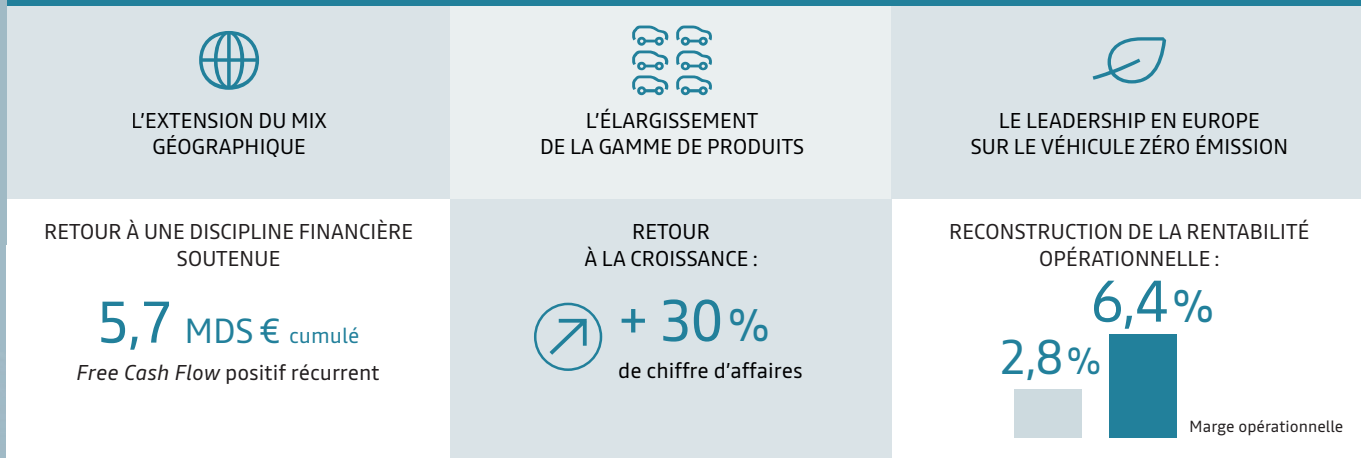 L'EXTENSION DU MIX
GÉOGRAPHIQUE
L'ÉLARGISSEMENT
DE LA GAMME DE PRODUITS
LE LEADERSHIP EN EUROPE
SUR LE VÉHICULE ZÉRO ÉMISSION
RETOUR À UNE DISCIPLINE FINANCIÈRE
SOUTENUE
5,7 MDS € cumulé
Free Cash Flow positif récurrent
RETOUR
À LA CROISSANCE :
+ 30 %
de chiffre d'affaires
RECONSTRUCTION DE LA RENTABILITÉ
OPÉRATIONNELLE :
6,4 %
2,8 %
Marge opérationnelle